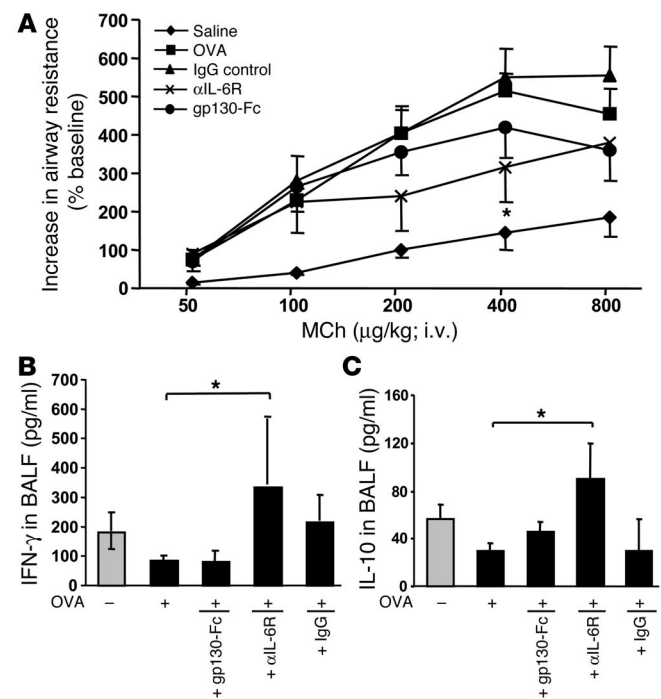 A
Increase in airway resistance
(% baseline)
700
600
500
400
300
200
100
0
Saline
OVA
IgG control
αIL-6R
gp130-Fc
*
50 100 200 400 800
MCh (μg/kg; i.v.)
B
IFN-γ in BALF (pg/ml)
700
600
500
400
300
200
100
0
*
OVA – + + + +
+ gp130-Fc
+ αIL-6R
+ IgG
C
IL-10 in BALF (pg/ml)
160
120
80
40
0
*
OVA – + + + +
+ gp130-Fc
+ αIL-6R
+ IgG